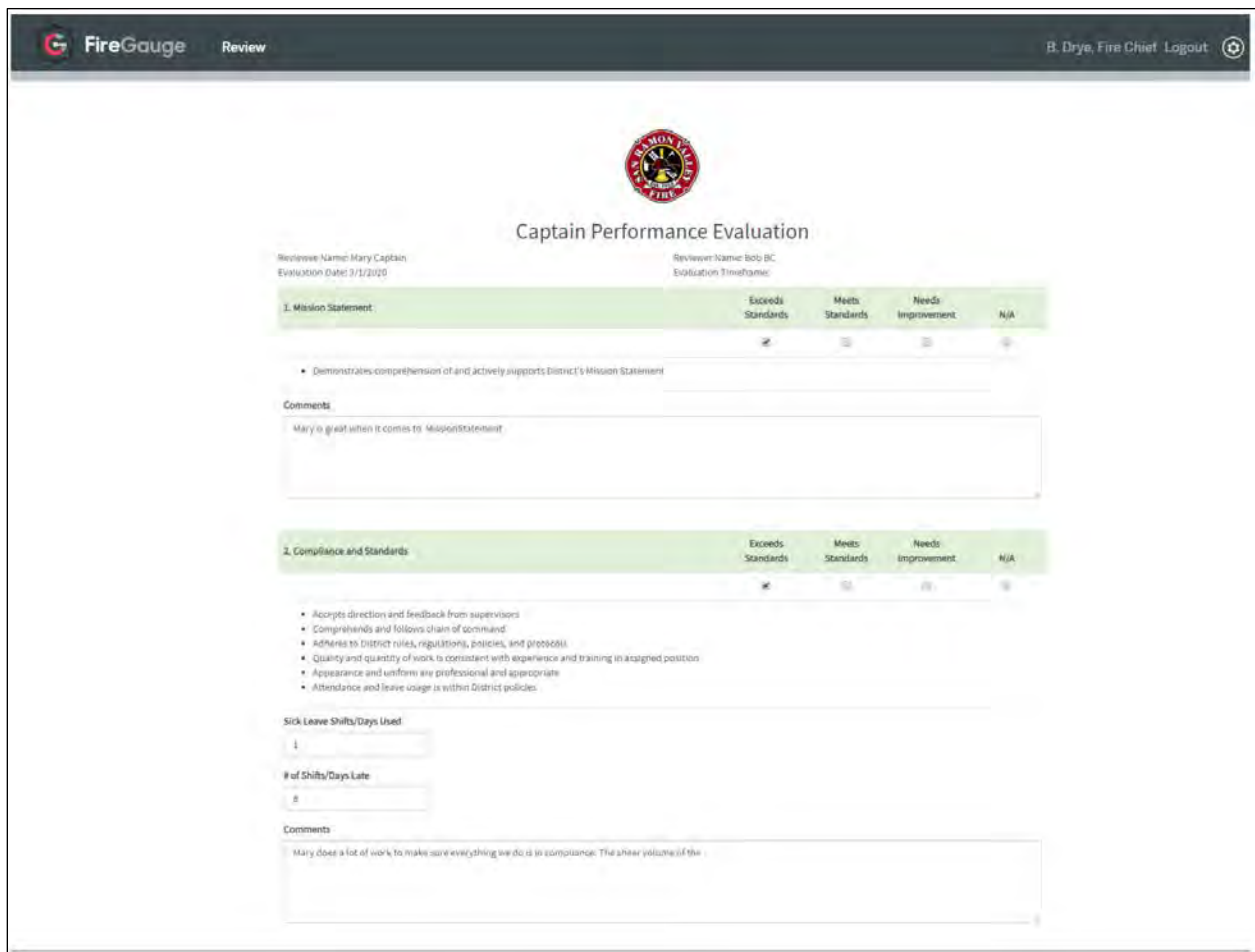 G FireGauge Review B. Drye, Fire Chief Logout
SAN RAMON VALLEY
FIRE
Captain Performance Evaluation
Reviewee Name: Mary Captain Reviewer Name: Bob BC
Evaluation Date: 3/1/2020 Evaluation Timeframe:
1. Mission Statement Exceeds Standards Meets Standards Needs Improvement N/A
• Demonstrates comprehension of and actively supports District's Mission Statement
Comments
Mary is great when it comes to MissionStatement
2. Compliance and Standards Exceeds Standards Meets Standards Needs Improvement N/A
• Accepts direction and feedback from supervisors
• Comprehends and follows chain of command
• Adheres to District rules, regulations, policies, and protocols
• Quality and quantity of work is consistent with experience and training in assigned position
• Appearance and uniform are professional and appropriate
• Attendance and leave usage is within District policies
Sick Leave Shifts/Days Used
1
# of Shifts/Days Late
Comments
Mary does a lot of work to make sure everything we do is in compliance. The sheer volume of the